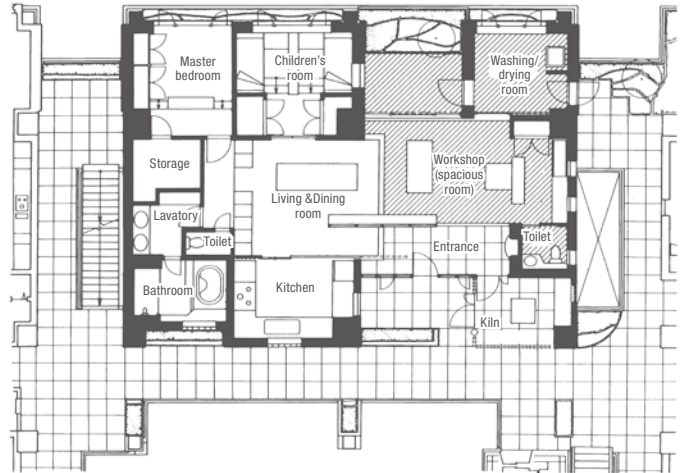 Master
bedroom
Children's
room
Washing/
drying
room
Storage
Living &Dining
room
Workshop
(spacious
room)
Lavatory
Toilet
Entrance
Toilet
Bathroom
Kitchen
Kiln